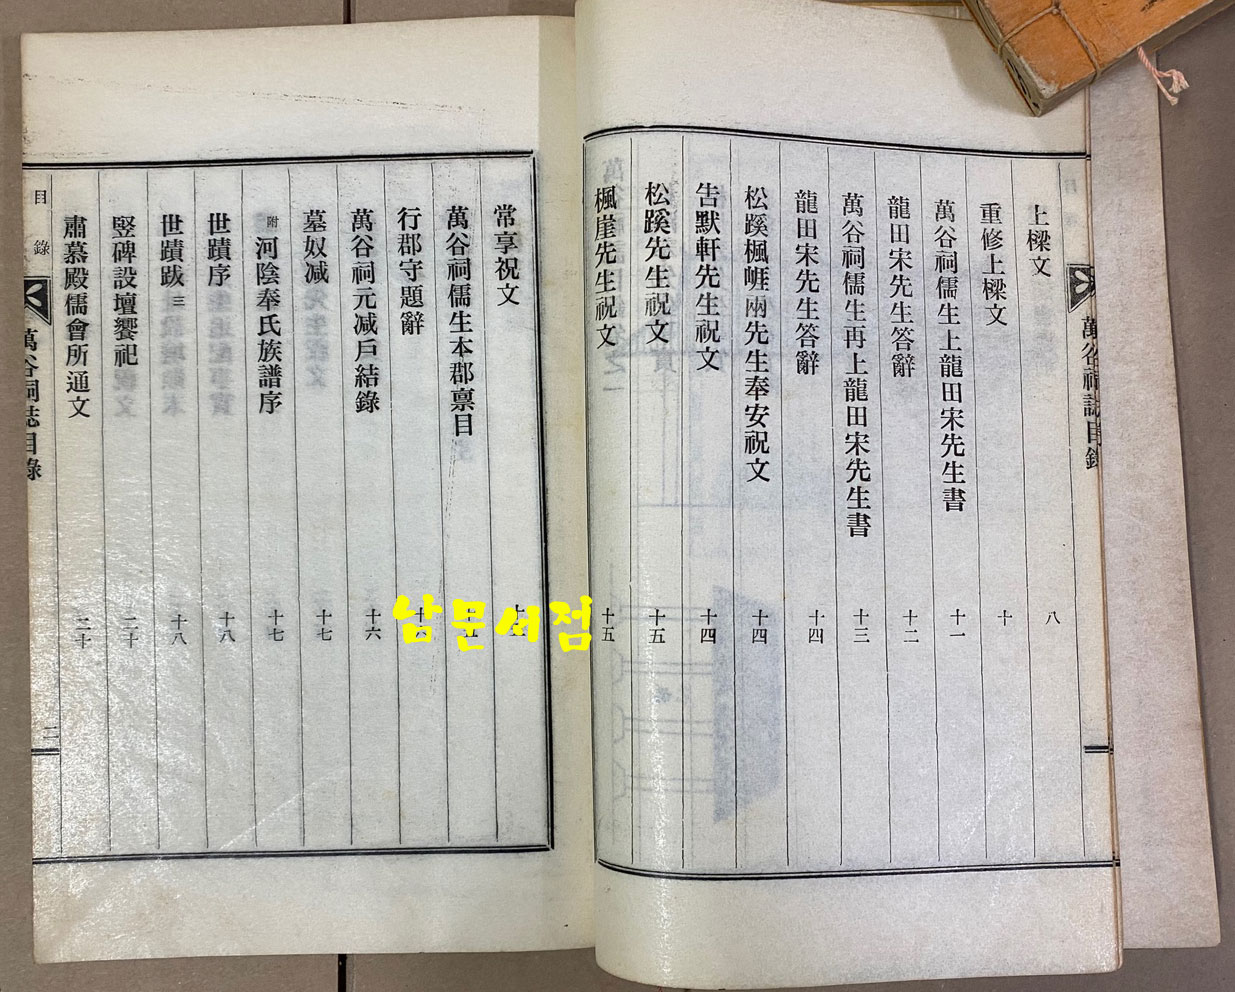 萬谷祠誌目錄
上樑文 八
重修上樑文 十
萬谷祠儒生上龍田宋先生書 十一
龍田宋先生答辭 十二
萬谷祠儒生再上龍田宋先生書 十三
龍田宋先生答辭 十四
松蹊楓啀兩先生奉安祝文 十四
告默軒先生祝文 十四
松蹊先生祝文 十五
楓崖先生祝文 十五
常享祝文
萬谷祠儒生本郡禀目
行郡守題辭
萬谷祠元减戶結錄 十六
墓奴减 十七
附 河陰奉氏族譜序 十七
世蹟序 十八
世蹟跋 三 十八
竪碑設壇饗祀 二十
肅慕殿儒會所通文 二十
目錄
萬谷祠誌目錄
二
남문서점